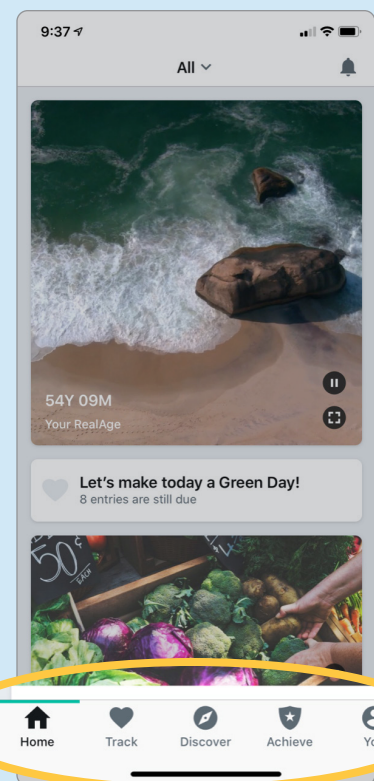 9:37
All
54Y 09M
Your RealAge
Let's make today a Green Day!
8 entries are still due
50¢
EACH
Home
Track
Discover
Achieve